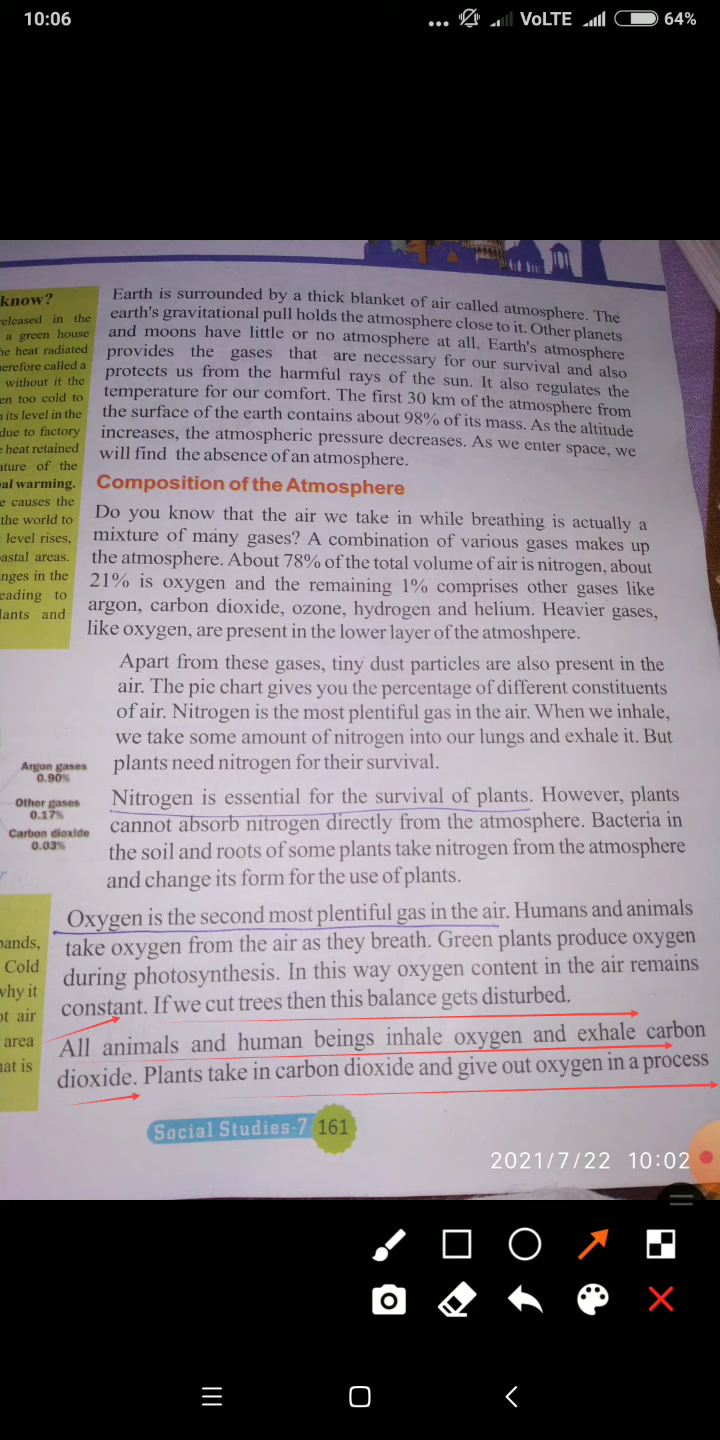 10:06
... VoLTE 64%
know?
released in the
a green house
he heat radiated
herefore called a
without it the
en too cold to
its level in the
due to factory
heat retained
ature of the
al warming.
e causes the
the world to
level rises,
astal areas.
nges in the
eading to
lants and
Earth is surrounded by a thick blanket of air called atmosphere. The
earth's gravitational pull holds the atmosphere close to it. Other planets
and moons have little or no atmosphere at all. Earth's atmosphere
provides the gases that are necessary for our survival and also
protects us from the harmful rays of the sun. It also regulates the
temperature for our comfort. The first 30 km of the atmosphere from
the surface of the earth contains about 98% of its mass. As the altitude
increases, the atmospheric pressure decreases. As we enter space, we
will find the absence of an atmosphere.
Composition of the Atmosphere
Do you know that the air we take in while breathing is actually a
mixture of many gases? A combination of various gases makes up
the atmosphere. About 78% of the total volume of air is nitrogen, about
21% is oxygen and the remaining 1% comprises other gases like
argon, carbon dioxide, ozone, hydrogen and helium. Heavier gases,
like oxygen, are present in the lower layer of the atmoshpere.
Apart from these gases, tiny dust particles are also present in the
air. The pie chart gives you the percentage of different constituents
of air. Nitrogen is the most plentiful gas in the air. When we inhale,
we take some amount of nitrogen into our lungs and exhale it. But
plants need nitrogen for their survival.
Argon gases
0.90%
Other gases
0.17%
Carbon dioxide
0.03%
Nitrogen is essential for the survival of plants. However, plants
cannot absorb nitrogen directly from the atmosphere. Bacteria in
the soil and roots of some plants take nitrogen from the atmosphere
and change its form for the use of plants.
ands,
Cold
why it
ot air
area
hat is
Oxygen is the second most plentiful gas in the air. Humans and animals
take oxygen from the air as they breath. Green plants produce oxygen
during photosynthesis. In this way oxygen content in the air remains
constant. If we cut trees then this balance gets disturbed.
All animals and human beings inhale oxygen and exhale carbon
dioxide. Plants take in carbon dioxide and give out oxygen in a process
Social Studies-7 161
2021/7/22 10:02